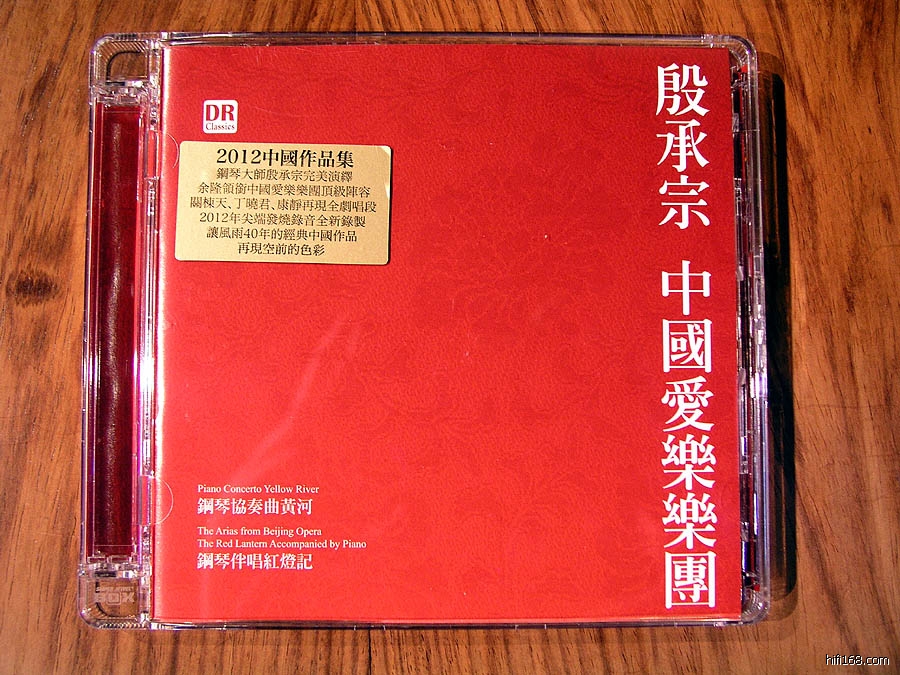 殷承宗 中國愛樂樂團
DR
Classics
2012中國作品集
鋼琴大師殷承宗完美演繹
余隆領銜中國愛樂樂團頂級陣容
關棟天、丁曉君、康靜再現全劇唱段
2012年尖端發燒錄音全新錄製
讓風雨40年的經典中國作品
再現空前的色彩
Piano Concerto Yellow River
鋼琴協奏曲黃河
The Arias from Beijing Opera
The Red Lantern Accompanied by Piano
鋼琴伴唱紅燈記
hifi168.com